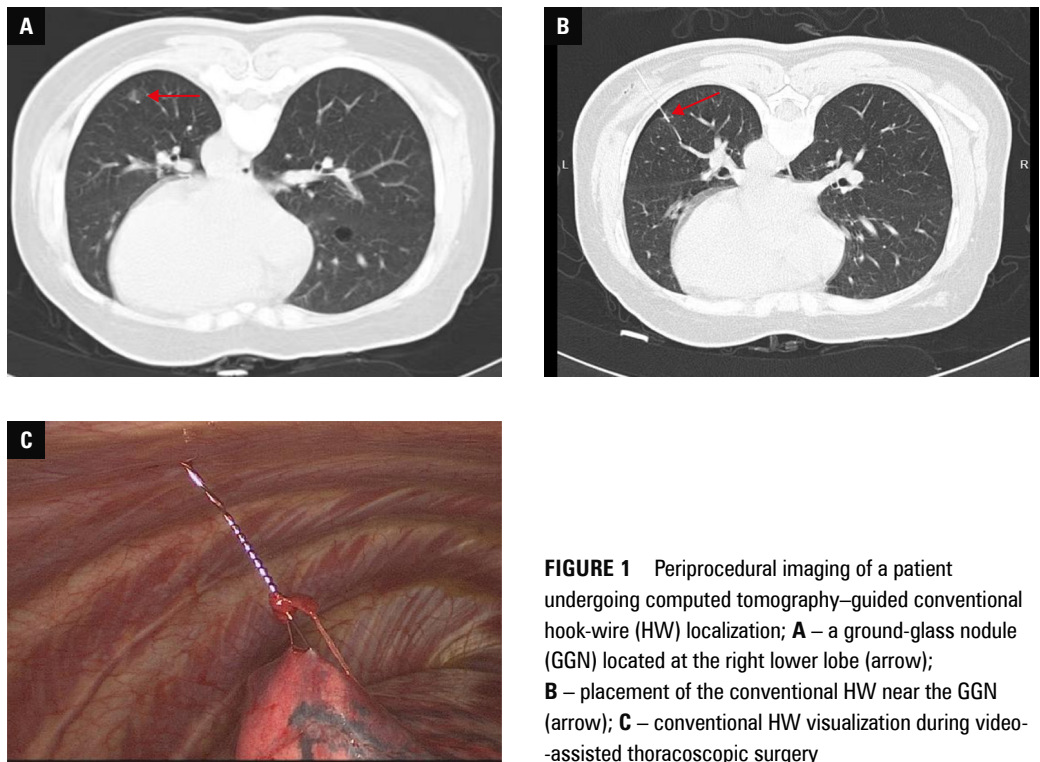 A
B
L
R
C
FIGURE 1 Periprocedural imaging of a patient
undergoing computed tomography–guided conventional
hook-wire (HW) localization; A – a ground-glass nodule
(GGN) located at the right lower lobe (arrow);
B – placement of the conventional HW near the GGN
(arrow); C – conventional HW visualization during video-
-assisted thoracoscopic surgery